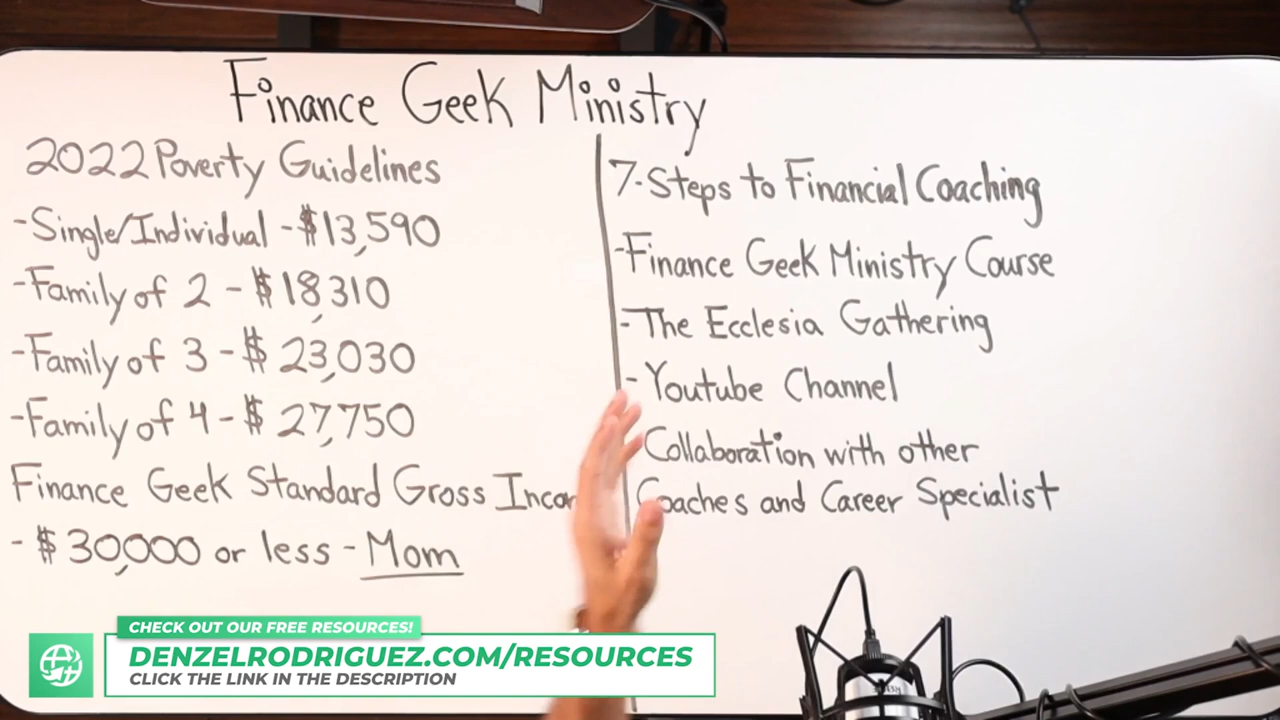 Finance Geek Ministry
2022 Poverty Guidelines
-Single/Individual -$13,590
-Family of 2 -$18,310
-Family of 3 -$23,030
-Family of 4 -$27,750
Finance Geek Standard Gross
-$30,000 or less -Mom
7-Steps to Financial Coaching
-Finance Geek Ministry Course
-The Ecclesia Gathering
-Youtube Channel
Collaboration with other
Coaches and Career Specialist
CHECK OUT OUR FREE RESOURCES!
DENZELRODRIGUEZ.COM/RESOURCES
CLICK THE LINK IN THE DESCRIPTION